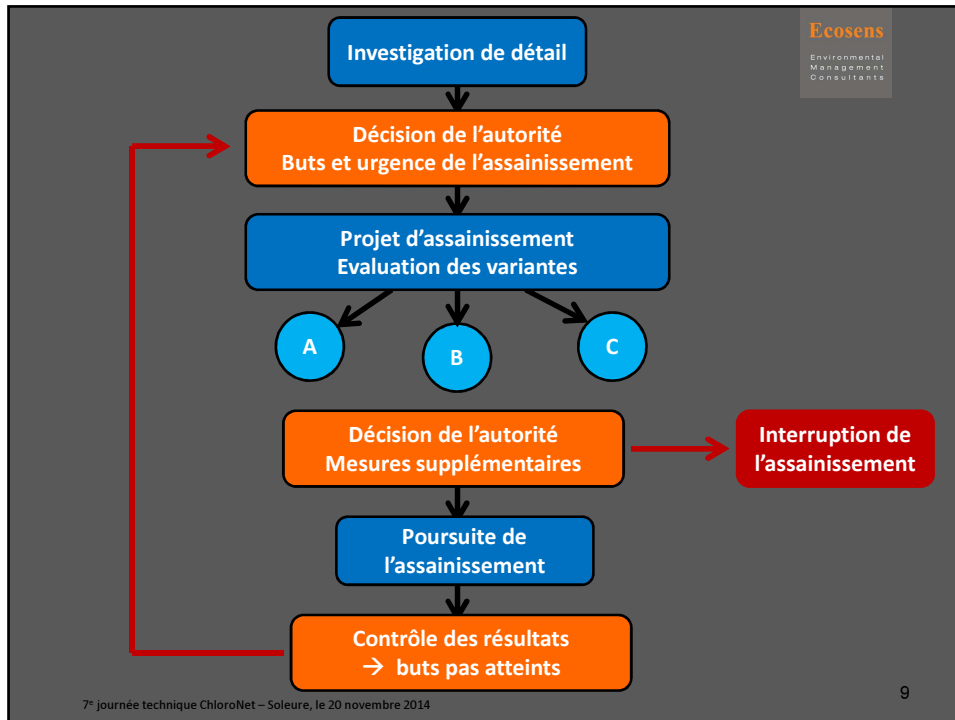 Ecosens
Environmental
Management
Consultants
Investigation de détail
Décision de l'autorité
Buts et urgence de l'assainissement
Projet d'assainissement
Evaluation des variantes
A
B
C
Décision de l'autorité
Mesures supplémentaires
Interruption de
l'assainissement
Poursuite de
l'assainissement
Contrôle des résultats
→ buts pas atteints
7e journée technique ChloroNet – Soleure, le 20 novembre 2014
9